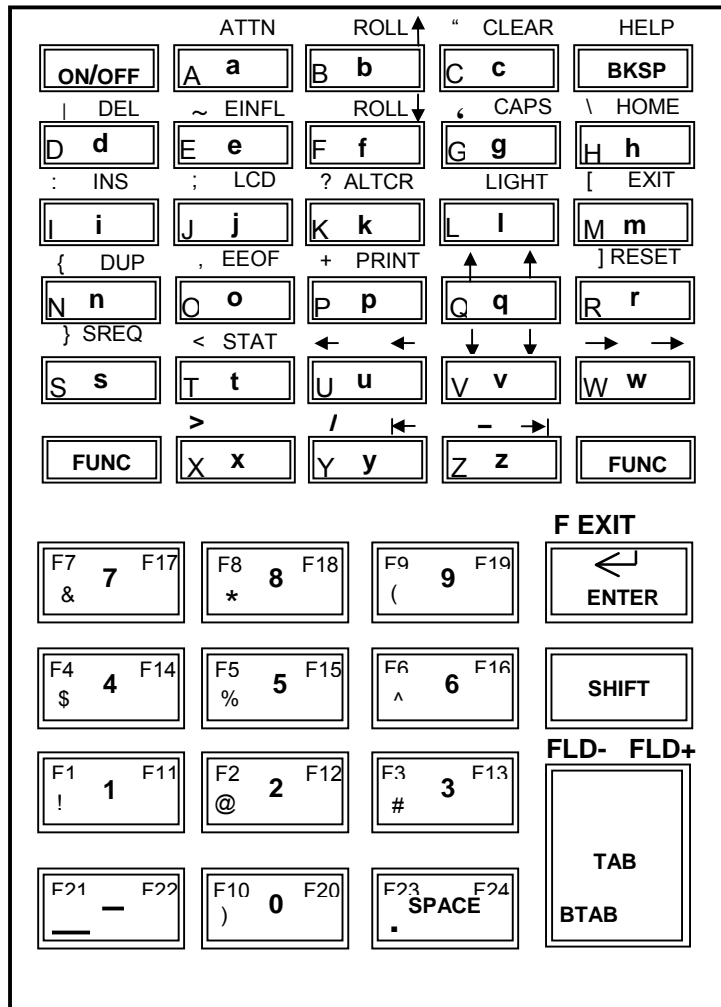 ATTN ROLL↑ “ CLEAR HELP
ON/OFF A a B b C c BKSP
| DEL ~ EINFL ROLL↓ ‘ CAPS \ HOME
D d E e F f G g H h
: INS ; LCD ? ALTCR LIGHT [ EXIT
I i J j K k L l M m
{ DUP , EEOF + PRINT ↑ ↑ ] RESET
N n O o P p Q q R r
} SREQ < STAT ← ← ↓ ↓ → →
S s T t U u V v W w
> / |← – →|
FUNC X x Y y Z z FUNC
F EXIT
F7 7 F17 F8 8 F18 F9 9 F19 ↵
& * ( ENTER
F4 4 F14 F5 5 F15 F6 6 F16 SHIFT
$ % ^
FLD- FLD+
F1 1 F11 F2 2 F12 F3 3 F13
! @ #
TAB
F21 – F22 F10 0 F20 F23 SPACE F24
_ ) . BTAB